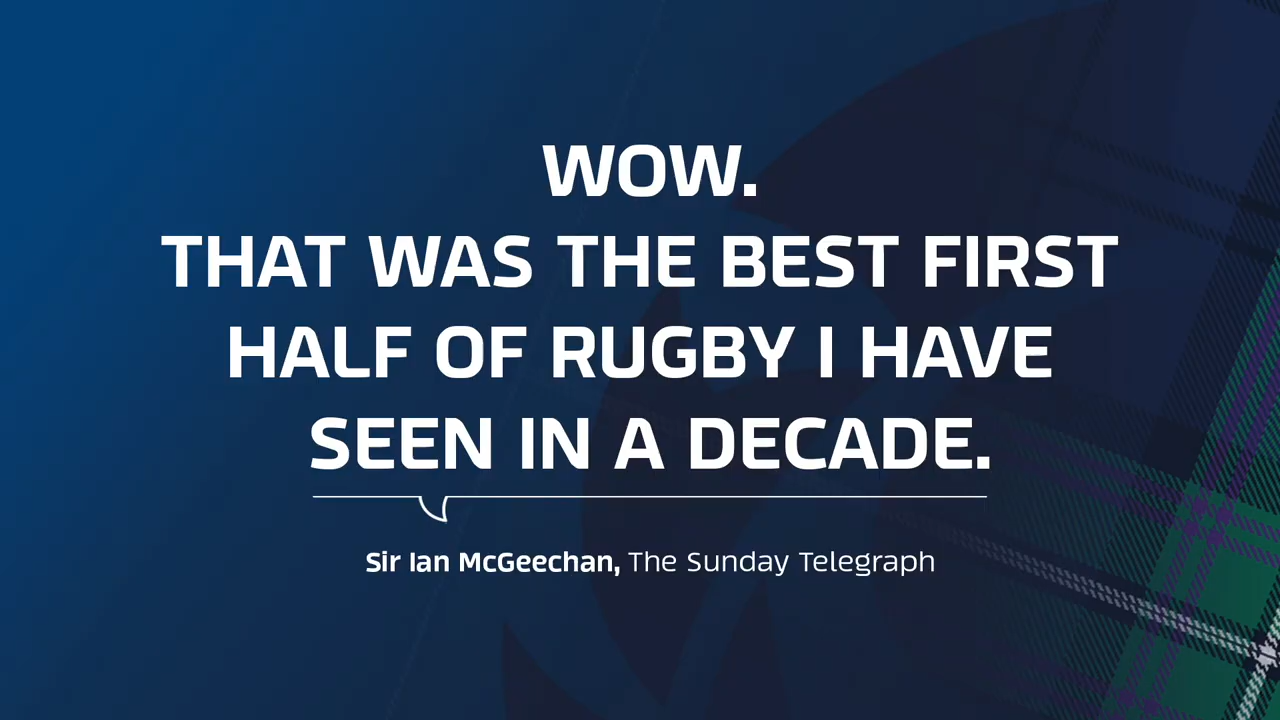 WOW.
THAT WAS THE BEST FIRST
HALF OF RUGBY I HAVE
SEEN IN A DECADE.
Sir Ian McGeechan, The Sunday Telegraph